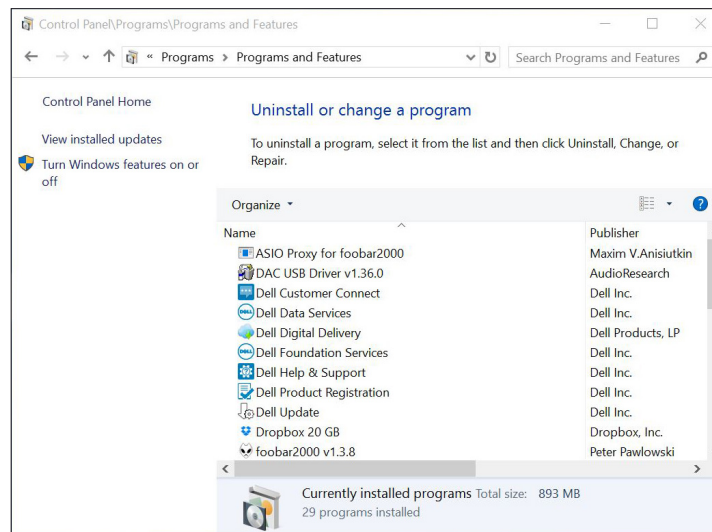 Control Panel\Programs\Programs and Features
« Programs > Programs and Features
Search Programs and Features
Control Panel Home
View installed updates
Turn Windows features on or
off
Uninstall or change a program
To uninstall a program, select it from the list and then click Uninstall, Change, or
Repair.
Organize
Name Publisher
ASIO Proxy for foobar2000 Maxim V.Anisiutkin
DAC USB Driver v1.36.0 AudioResearch
Dell Customer Connect Dell Inc.
Dell Data Services Dell Inc.
Dell Digital Delivery Dell Products, LP
Dell Foundation Services Dell Inc.
Dell Help & Support Dell Inc.
Dell Product Registration Dell Inc.
Dell Update Dell Inc.
Dropbox 20 GB Dropbox, Inc.
foobar2000 v1.3.8 Peter Pawlowski
Currently installed programs Total size: 893 MB
29 programs installed